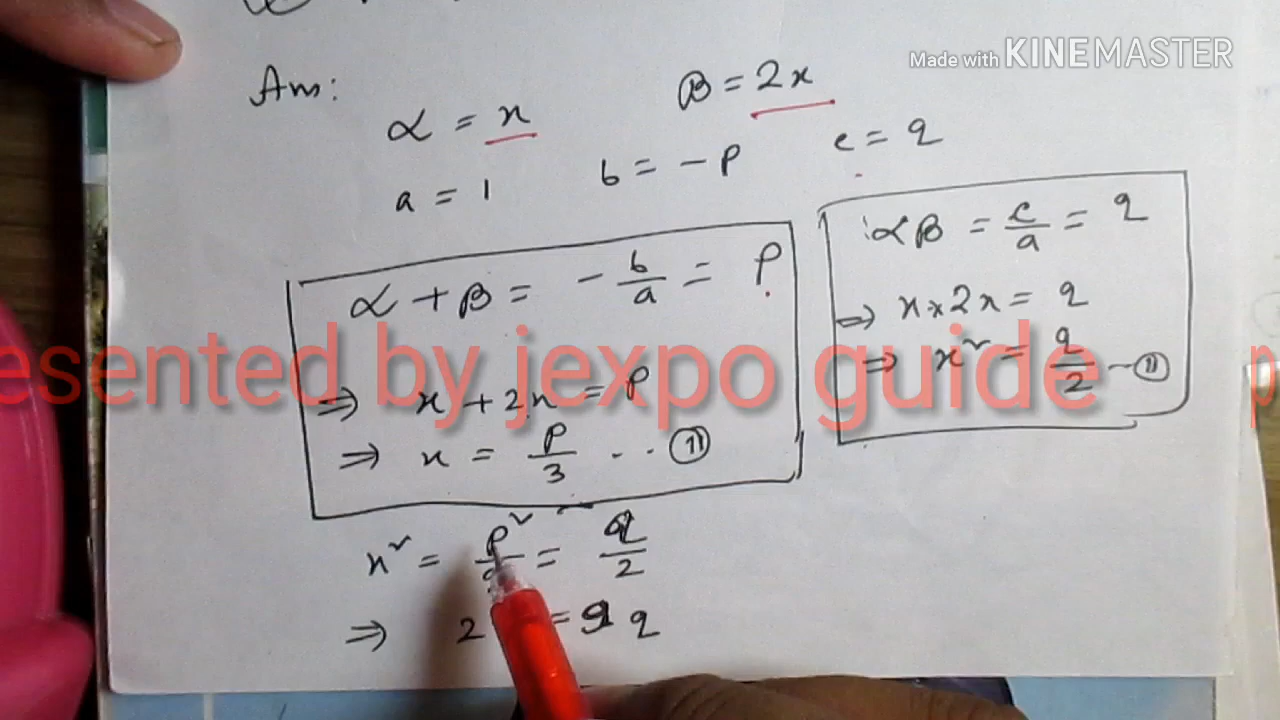 Made with KINEMASTER
Ans:
α = x
β = 2x
a = 1
b = -p
c = q
α + β = - b/a = p
⇒ x + 2x = p
⇒ x = p/3 ... ⓘ
αβ = c/a = q
⇒ x × 2x = q
⇒ x² = q/2 — ⓘⓘ
esented by jexpo guide p
x² = p² = q/2
⇒ 2 = 9q